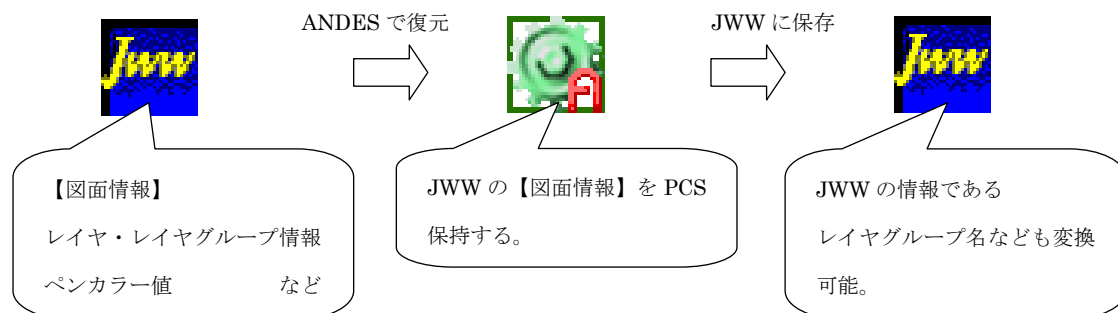 ANDES で復元
JWW に保存
Jww
A
Jww
【図面情報】
レイヤ・レイヤグループ情報
ペンカラー値 など
JWW の【図面情報】を PCS
保持する。
JWW の情報である
レイヤグループ名なども変換
可能。